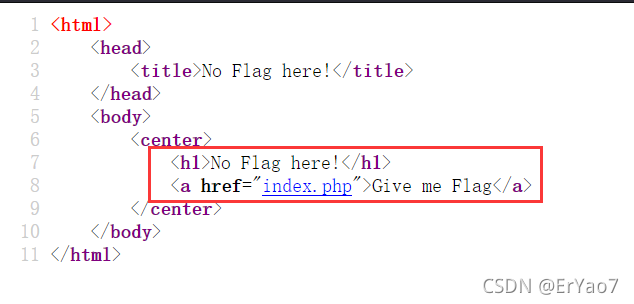 1 <html>
2 <head>
3 <title>No Flag here!</title>
4 </head>
5 <body>
6 <center>
7 <h1>No Flag here!</h1>
8 <a href="index.php">Give me Flag</a>
9 </center>
10 </body>
11 </html>
CSDN @ErYao7